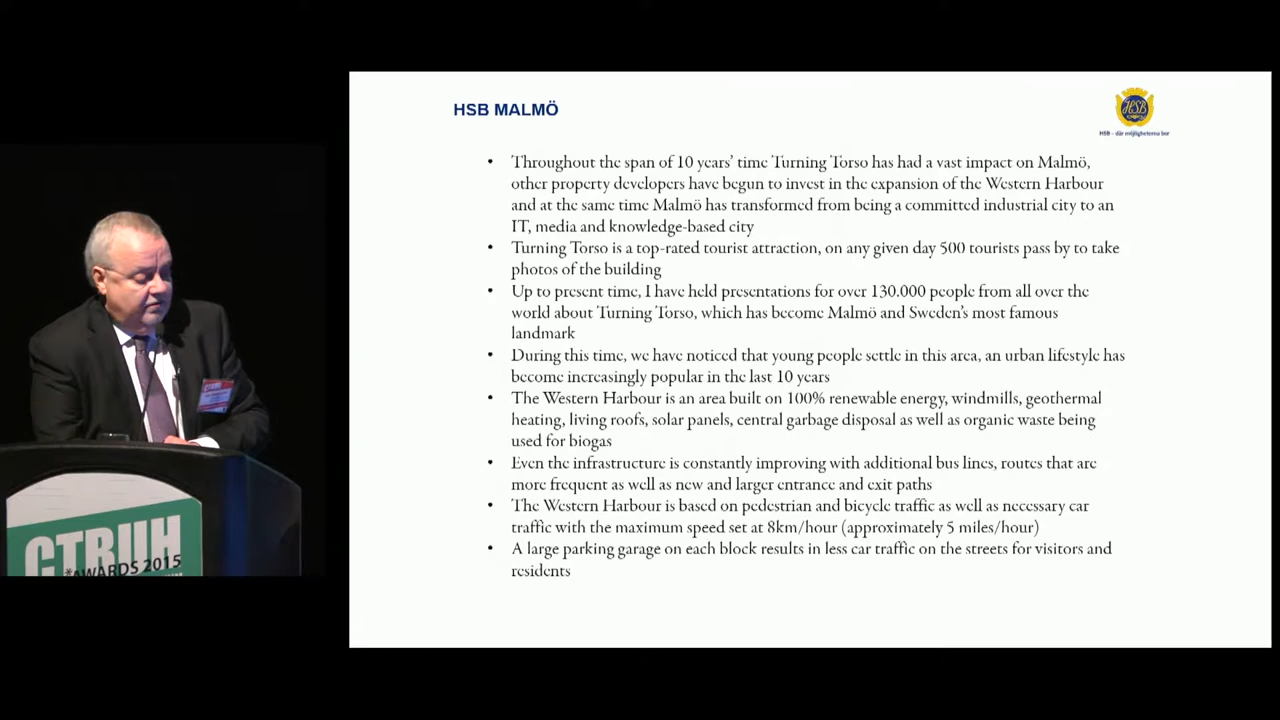 HSB MALMÖ
HSB
HSB – där möjligheterna bor
• Throughout the span of 10 years' time Turning Torso has had a vast impact on Malmö,
other property developers have begun to invest in the expansion of the Western Harbour
and at the same time Malmö has transformed from being a committed industrial city to an
IT, media and knowledge-based city
• Turning Torso is a top-rated tourist attraction, on any given day 500 tourists pass by to take
photos of the building
• Up to present time, I have held presentations for over 130.000 people from all over the
world about Turning Torso, which has become Malmö and Sweden's most famous
landmark
• During this time, we have noticed that young people settle in this area, an urban lifestyle has
become increasingly popular in the last 10 years
• The Western Harbour is an area built on 100% renewable energy, windmills, geothermal
heating, living roofs, solar panels, central garbage disposal as well as organic waste being
used for biogas
• Even the infrastructure is constantly improving with additional bus lines, routes that are
more frequent as well as new and larger entrance and exit paths
• The Western Harbour is based on pedestrian and bicycle traffic as well as necessary car
traffic with the maximum speed set at 8km/hour (approximately 5 miles/hour)
• A large parking garage on each block results in less car traffic on the streets for visitors and
residents
CTBUH
CTBUH
*AWARDS 2015